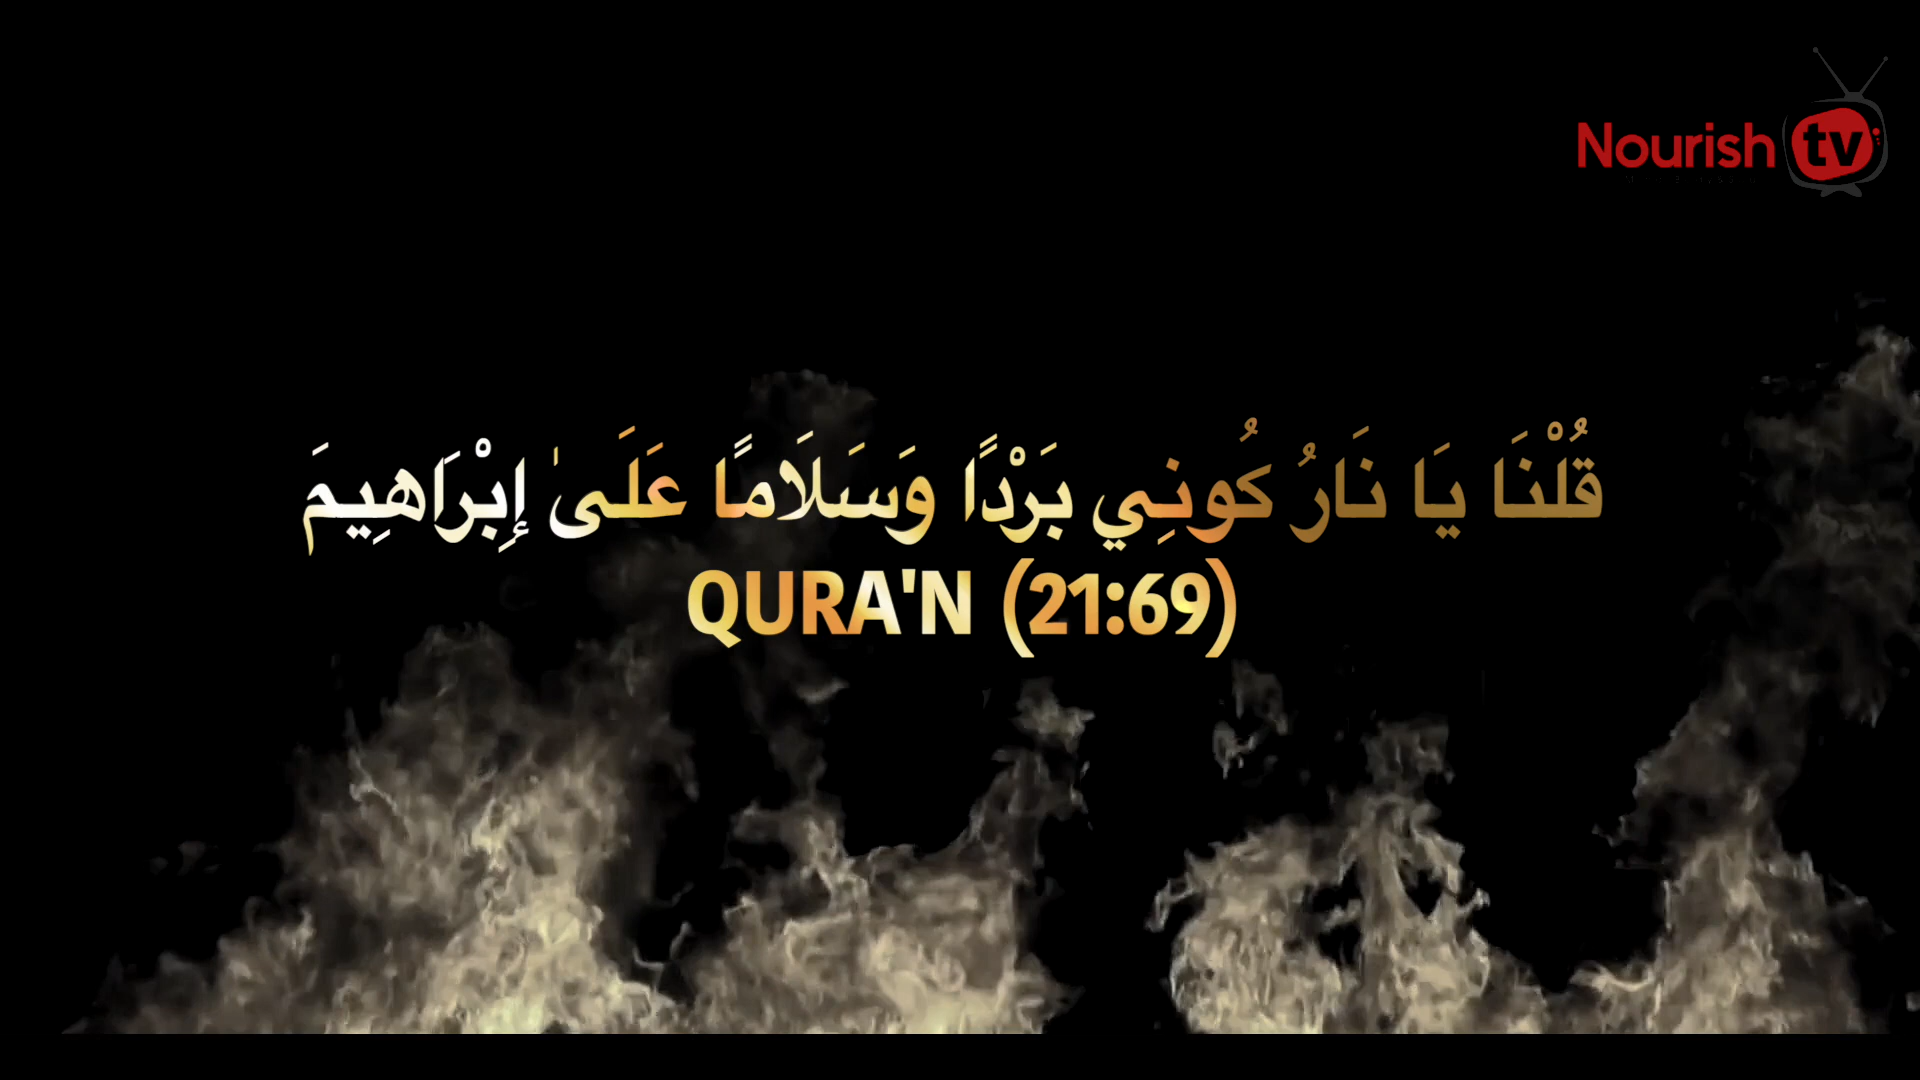 Nourish tv
قُلْنَا يَا نَارُ كُونِي بَرْدًا وَسَلَامًا عَلَىٰ إِبْرَاهِيمَ
QURA'N (21:69)